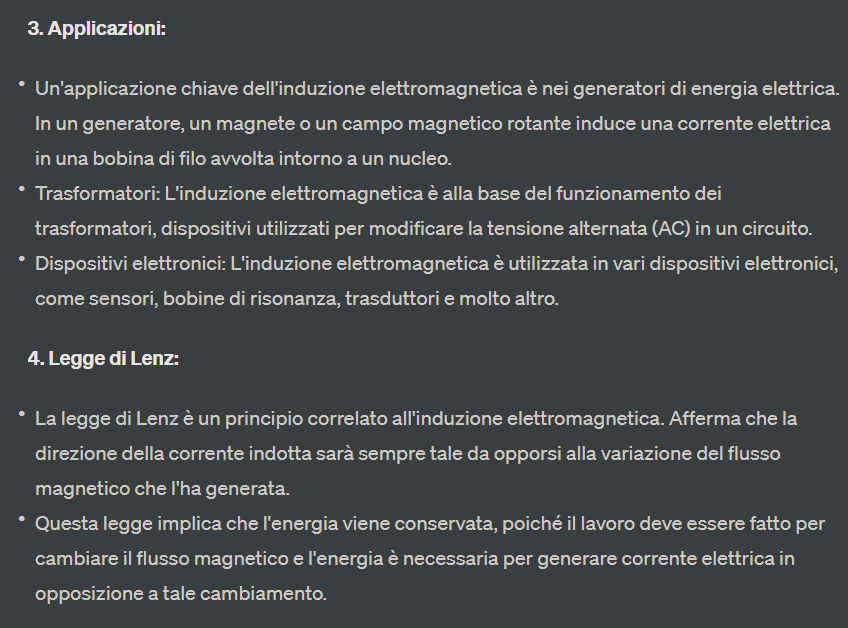 3. Applicazioni:
• Un'applicazione chiave dell'induzione elettromagnetica è nei generatori di energia elettrica.
In un generatore, un magnete o un campo magnetico rotante induce una corrente elettrica
in una bobina di filo avvolta intorno a un nucleo.
• Trasformatori: L'induzione elettromagnetica è alla base del funzionamento dei
trasformatori, dispositivi utilizzati per modificare la tensione alternata (AC) in un circuito.
• Dispositivi elettronici: L'induzione elettromagnetica è utilizzata in vari dispositivi elettronici,
come sensori, bobine di risonanza, trasduttori e molto altro.
4. Legge di Lenz:
• La legge di Lenz è un principio correlato all'induzione elettromagnetica. Afferma che la
direzione della corrente indotta sarà sempre tale da opporsi alla variazione del flusso
magnetico che l'ha generata.
• Questa legge implica che l'energia viene conservata, poiché il lavoro deve essere fatto per
cambiare il flusso magnetico e l'energia è necessaria per generare corrente elettrica in
opposizione a tale cambiamento.